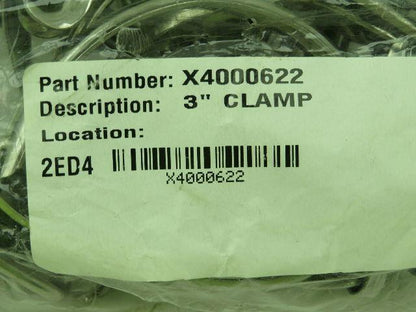 Part Number: X4000622
Description: 3" CLAMP
Location:
2ED4
X4000622